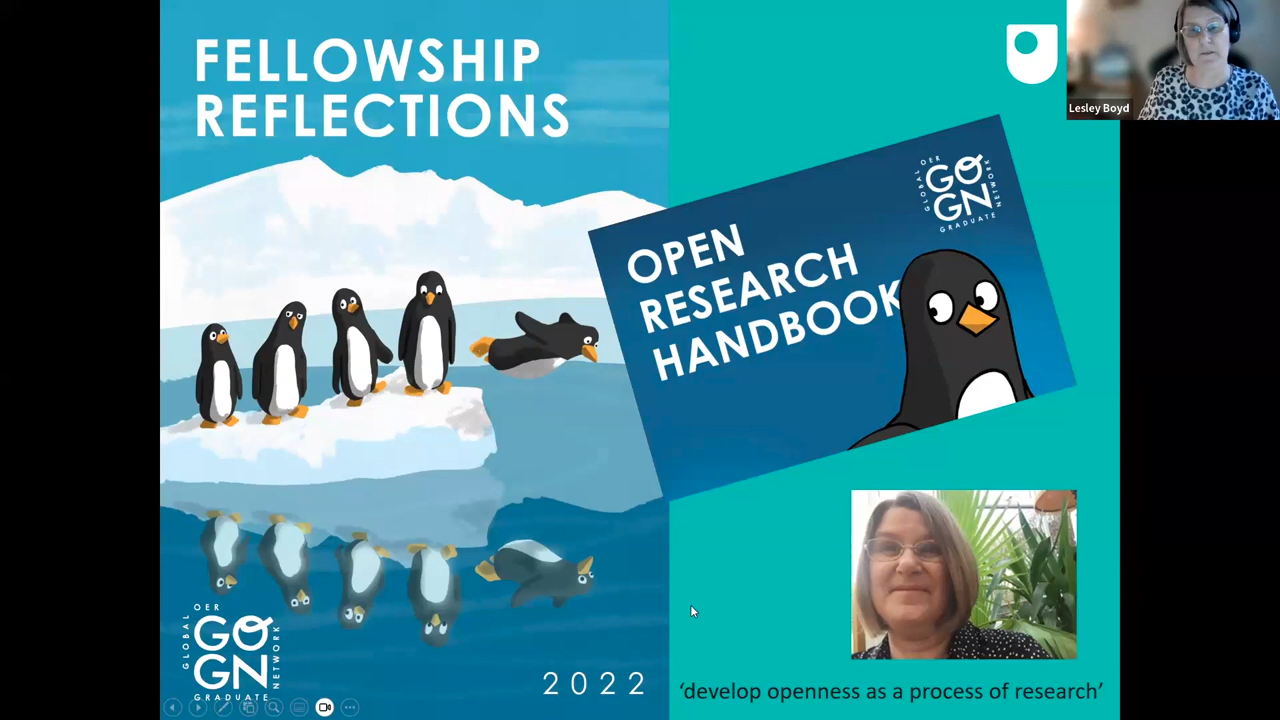 FELLOWSHIP
REFLECTIONS
GLOBAL OER
GO
GN
GRADUATE
NETWORK
2022
OPEN
RESEARCH
HANDBOOK
GLOBAL OER
GO
GN
GRADUATE
NETWORK
Lesley Boyd
‘develop openness as a process of research’